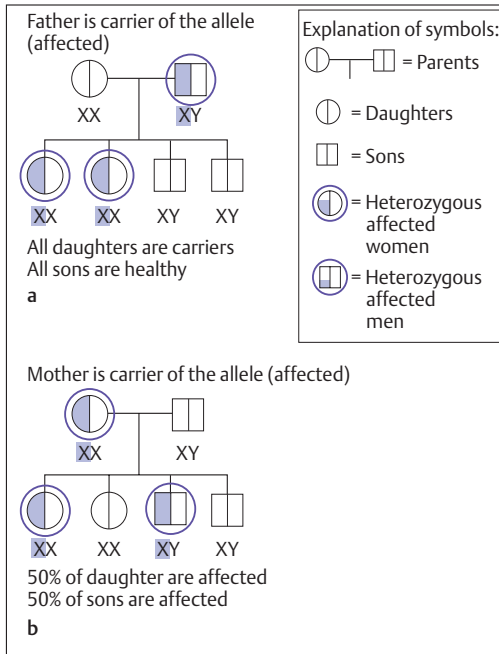 Father is carrier of the allele
(affected)
XX
XY
XX
XX
XY
XY
All daughters are carriers
All sons are healthy
a
Explanation of symbols:
= Parents
= Daughters
= Sons
= Heterozygous
affected
women
= Heterozygous
affected
men
Mother is carrier of the allele (affected)
XX
XY
XX
XX
XY
XY
50% of daughter are affected
50% of sons are affected
b